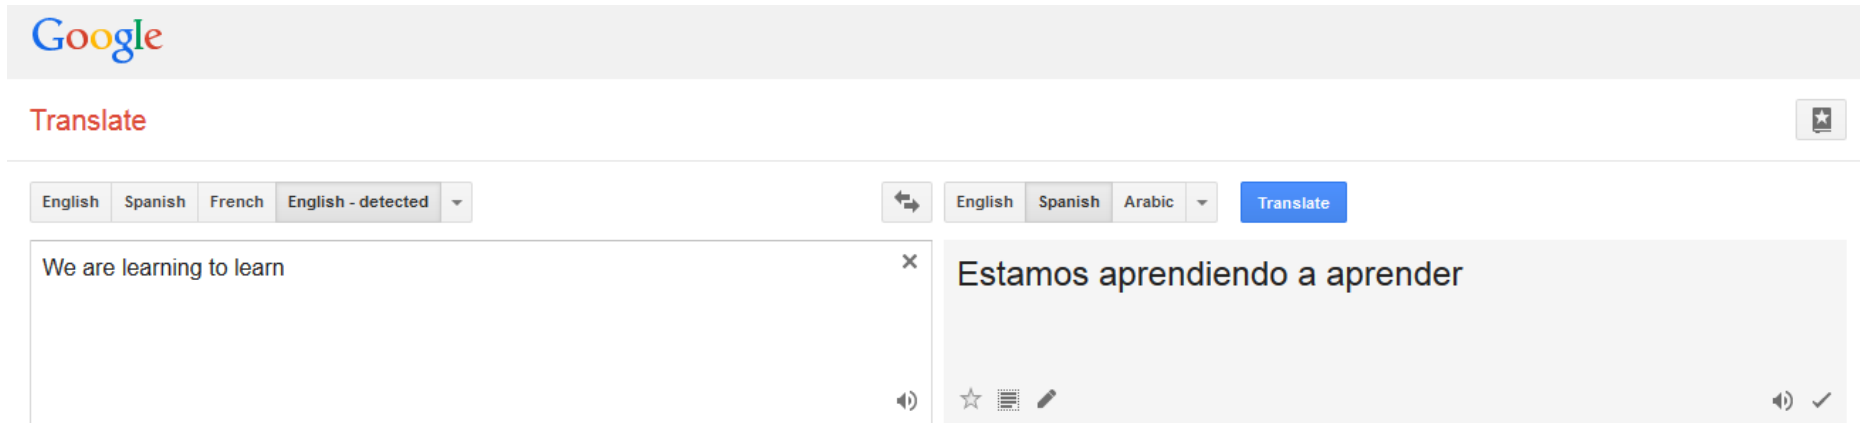 Google
Translate
English Spanish French English - detected
English Spanish Arabic Translate
We are learning to learn
Estamos aprendiendo a aprender